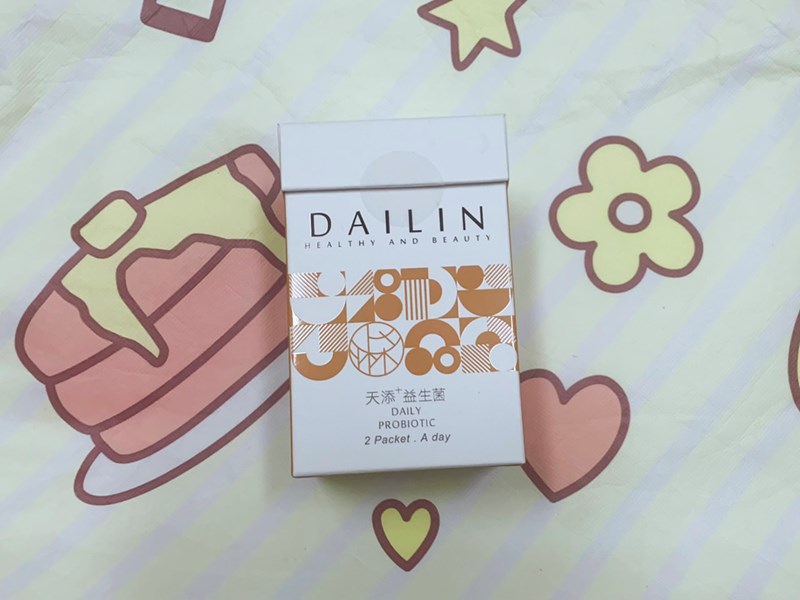 DAILIN
HEALTHY AND BEAUTY
天添+益生菌
DAILY
PROBIOTIC
2 Packet . A day